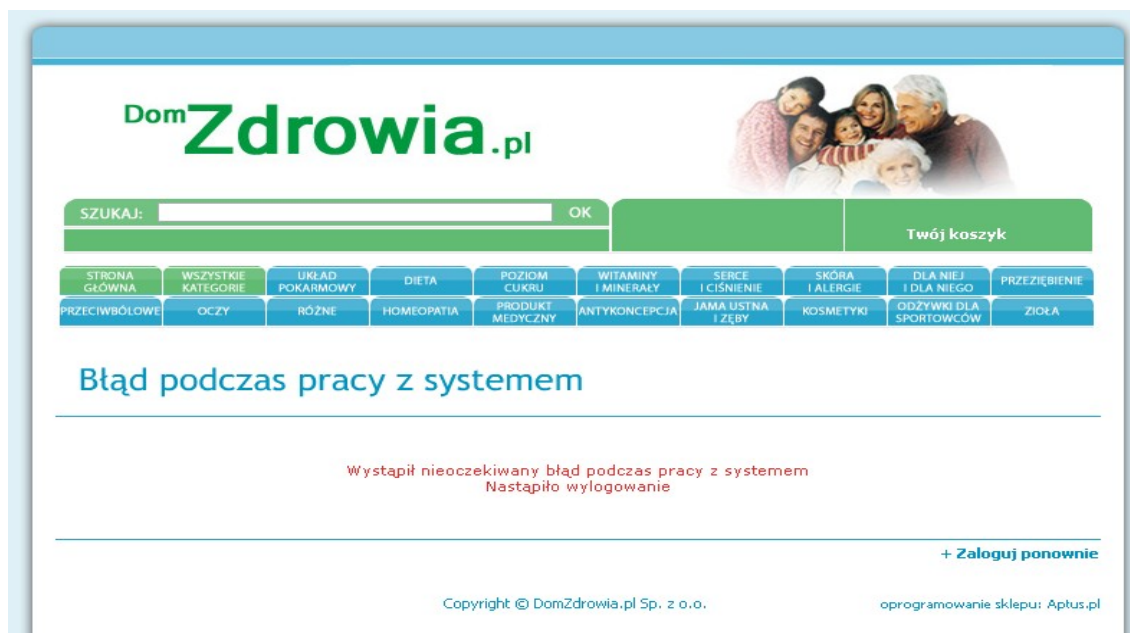 DomZdrowia.pl
SZUKAJ: OK
Twój koszyk
STRONA GŁÓWNA
WSZYSTKIE KATEGORIE
UKŁAD POKARMOWY
DIETA
POZIOM CUKRU
WITAMINY I MINERAŁY
SERCE I CIŚNIENIE
SKÓRA I ALERGIE
DLA NIEJ I DLA NIEGO
PRZEZIĘBIENIE
PRZECIWBÓLOWE
OCZY
RÓŻNE
HOMEOPATIA
PRODUKT MEDYCZNY
ANTYKONCEPCJA
JAMA USTNA I ZĘBY
KOSMETYKI
ODŻYWKI DLA SPORTOWCÓW
ZIOŁA
Błąd podczas pracy z systemem
Wystąpił nieoczekiwany błąd podczas pracy z systemem
Nastąpiło wylogowanie
+ Zaloguj ponownie
Copyright © DomZdrowia.pl Sp. z o.o.
oprogramowanie sklepu: Aptus.pl